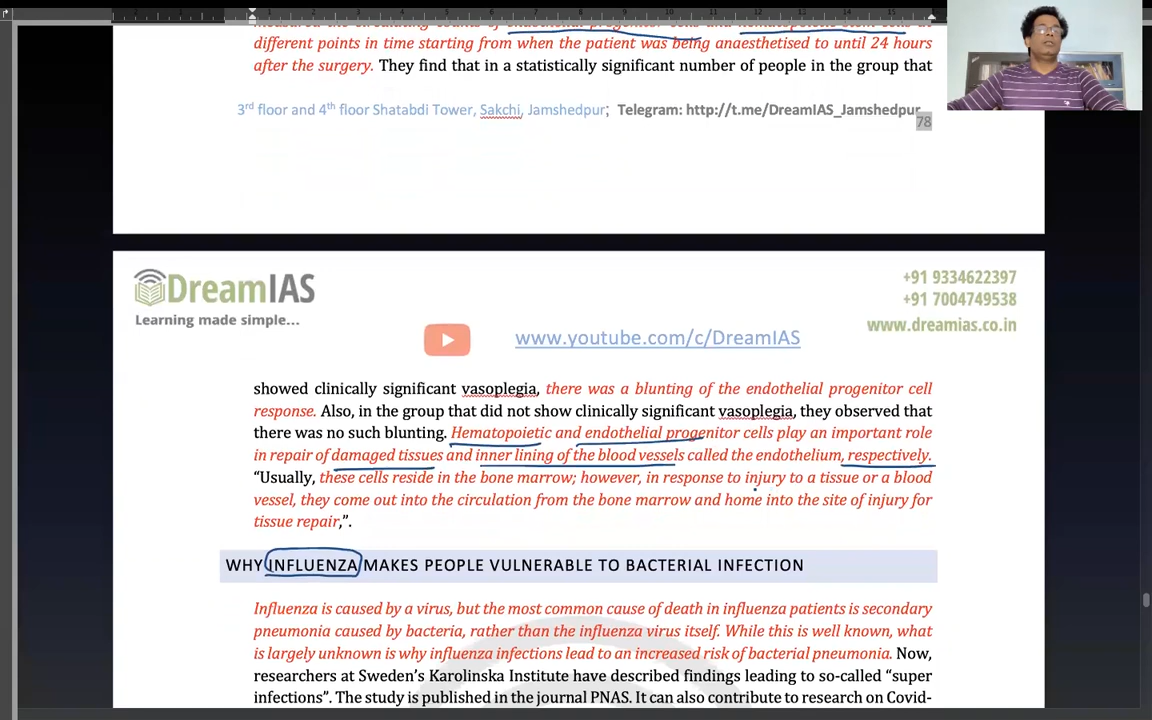 different points in time starting from when the patient was being anaesthetised to until 24 hours
after the surgery. They find that in a statistically significant number of people in the group that
3rd floor and 4th floor Shatabdi Tower, Sakchi, Jamshedpur; Telegram: http://t.me/DreamIAS_Jamshedpur
78
DreamIAS
Learning made simple...
+91 9334622397
+91 7004749538
www.dreamias.co.in
www.youtube.com/c/DreamIAS
showed clinically significant vasoplegia, there was a blunting of the endothelial progenitor cell
response. Also, in the group that did not show clinically significant vasoplegia, they observed that
there was no such blunting. Hematopoietic and endothelial progenitor cells play an important role
in repair of damaged tissues and inner lining of the blood vessels called the endothelium, respectively.
“Usually, these cells reside in the bone marrow; however, in response to injury to a tissue or a blood
vessel, they come out into the circulation from the bone marrow and home into the site of injury for
tissue repair,”.
WHY INFLUENZA MAKES PEOPLE VULNERABLE TO BACTERIAL INFECTION
Influenza is caused by a virus, but the most common cause of death in influenza patients is secondary
pneumonia caused by bacteria, rather than the influenza virus itself. While this is well known, what
is largely unknown is why influenza infections lead to an increased risk of bacterial pneumonia. Now,
researchers at Sweden’s Karolinska Institute have described findings leading to so-called “super
infections”. The study is published in the journal PNAS. It can also contribute to research on Covid-